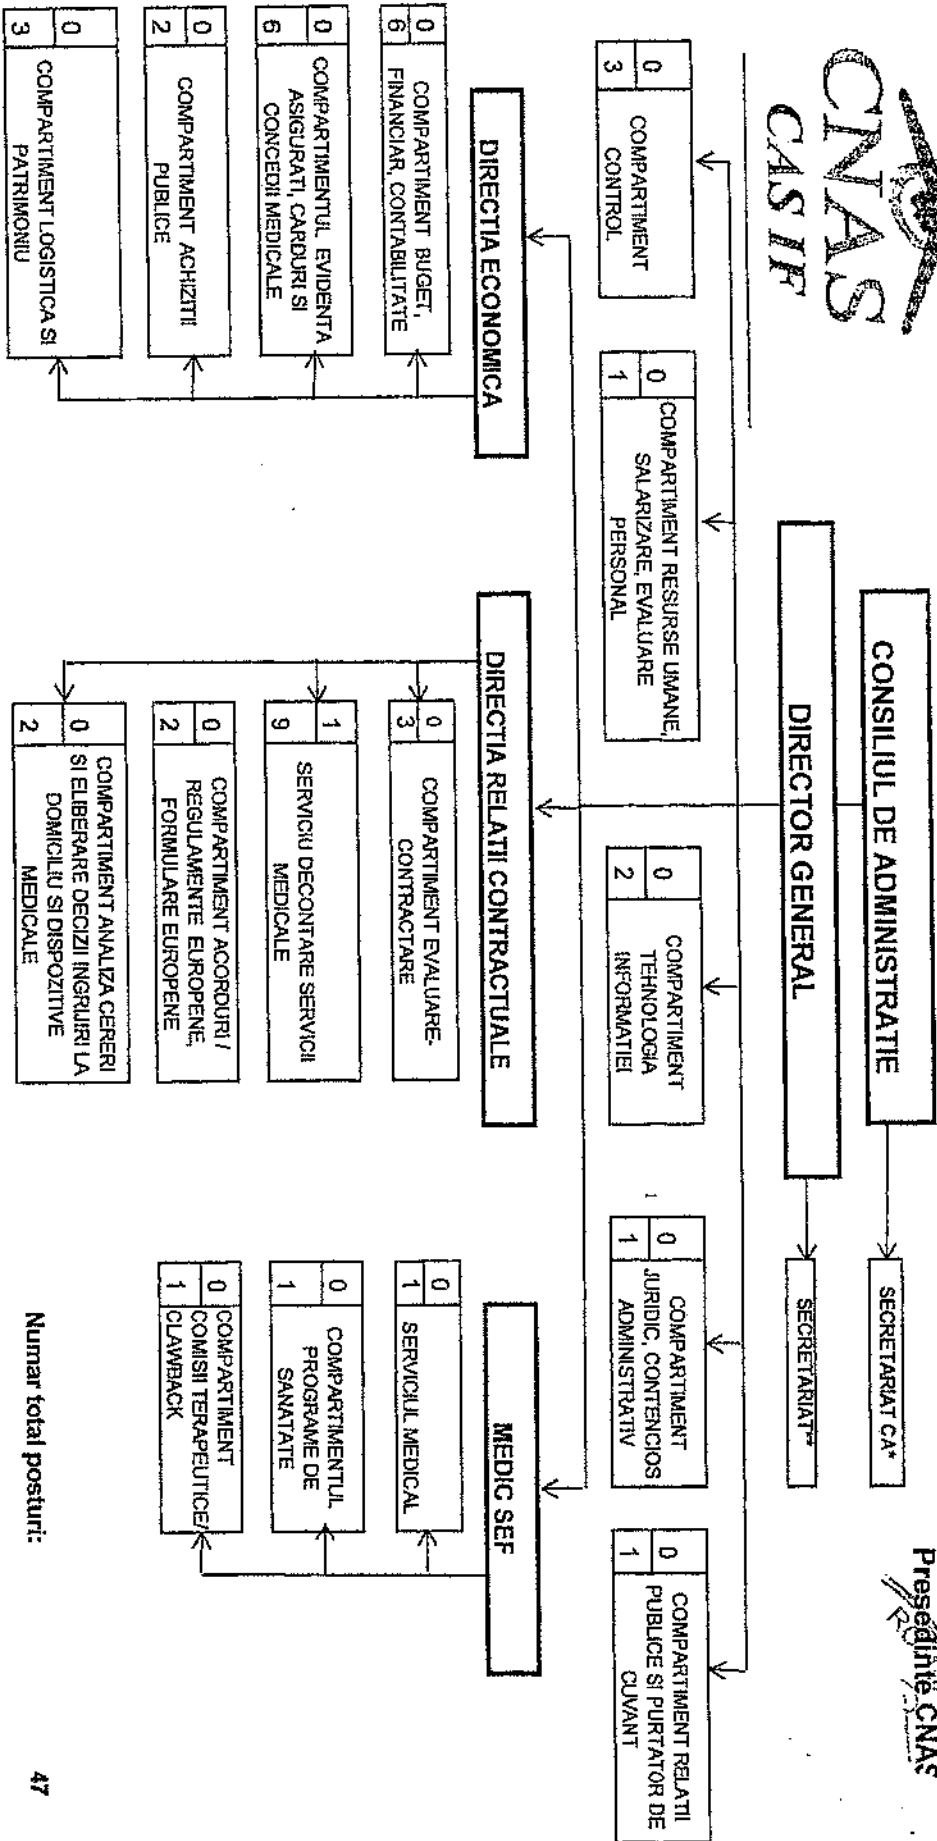 CNAS
CASIF
Presedinte CNAS
CONSILIUL DE ADMINISTRATIE
SECRETARIAT CA*
DIRECTOR GENERAL
SECRETARIAT**
0
3
COMPARTIMENT
CONTROL
0
1
COMPARTIMENT RESURSE UMANE,
SALARIZARE, EVALUARE
PERSONAL
0
2
COMPARTIMENT
TEHNOLOGIA
INFORMATIEI
0
1
COMPARTIMENT
JURIDIC, CONTENCIOS
ADMINISTRATIV
0
1
COMPARTIMENT RELATII
PUBLICE SI PURTATOR DE
CUVANT
DIRECTIA ECONOMICA
0
6
COMPARTIMENT BUGET,
FINANCIAR, CONTABILITATE
0
6
COMPARTIMENTUL EVIDENTA
ASIGURATI, CARDURI SI
CONCEDII MEDICALE
0
2
COMPARTIMENT ACHIZITII
PUBLICE
0
3
COMPARTIMENT LOGISTICA SI
PATRIMONIU
DIRECTIA RELATII CONTRACTUALE
0
3
COMPARTIMENT EVALUARE-
CONTRACTARE
1
9
SERVICIU DECONTARE SERVICII
MEDICALE
0
2
COMPARTIMENT ACORDURI /
REGULAMENTE EUROPENE,
FORMULARE EUROPENE
0
2
COMPARTIMENT ANALIZA CERERI
SI ELIBERARE DECIZII INGRIJIRI LA
DOMICILIU SI DISPOZITIVE
MEDICALE
MEDIC SEF
0
1
SERVICIUL MEDICAL
0
1
COMPARTIMENTUL
PROGRAME DE
SANATATE
0
1
COMPARTIMENT
COMISII TERAPEUTICE/
CLAWBACK
Numar total posturi:
47